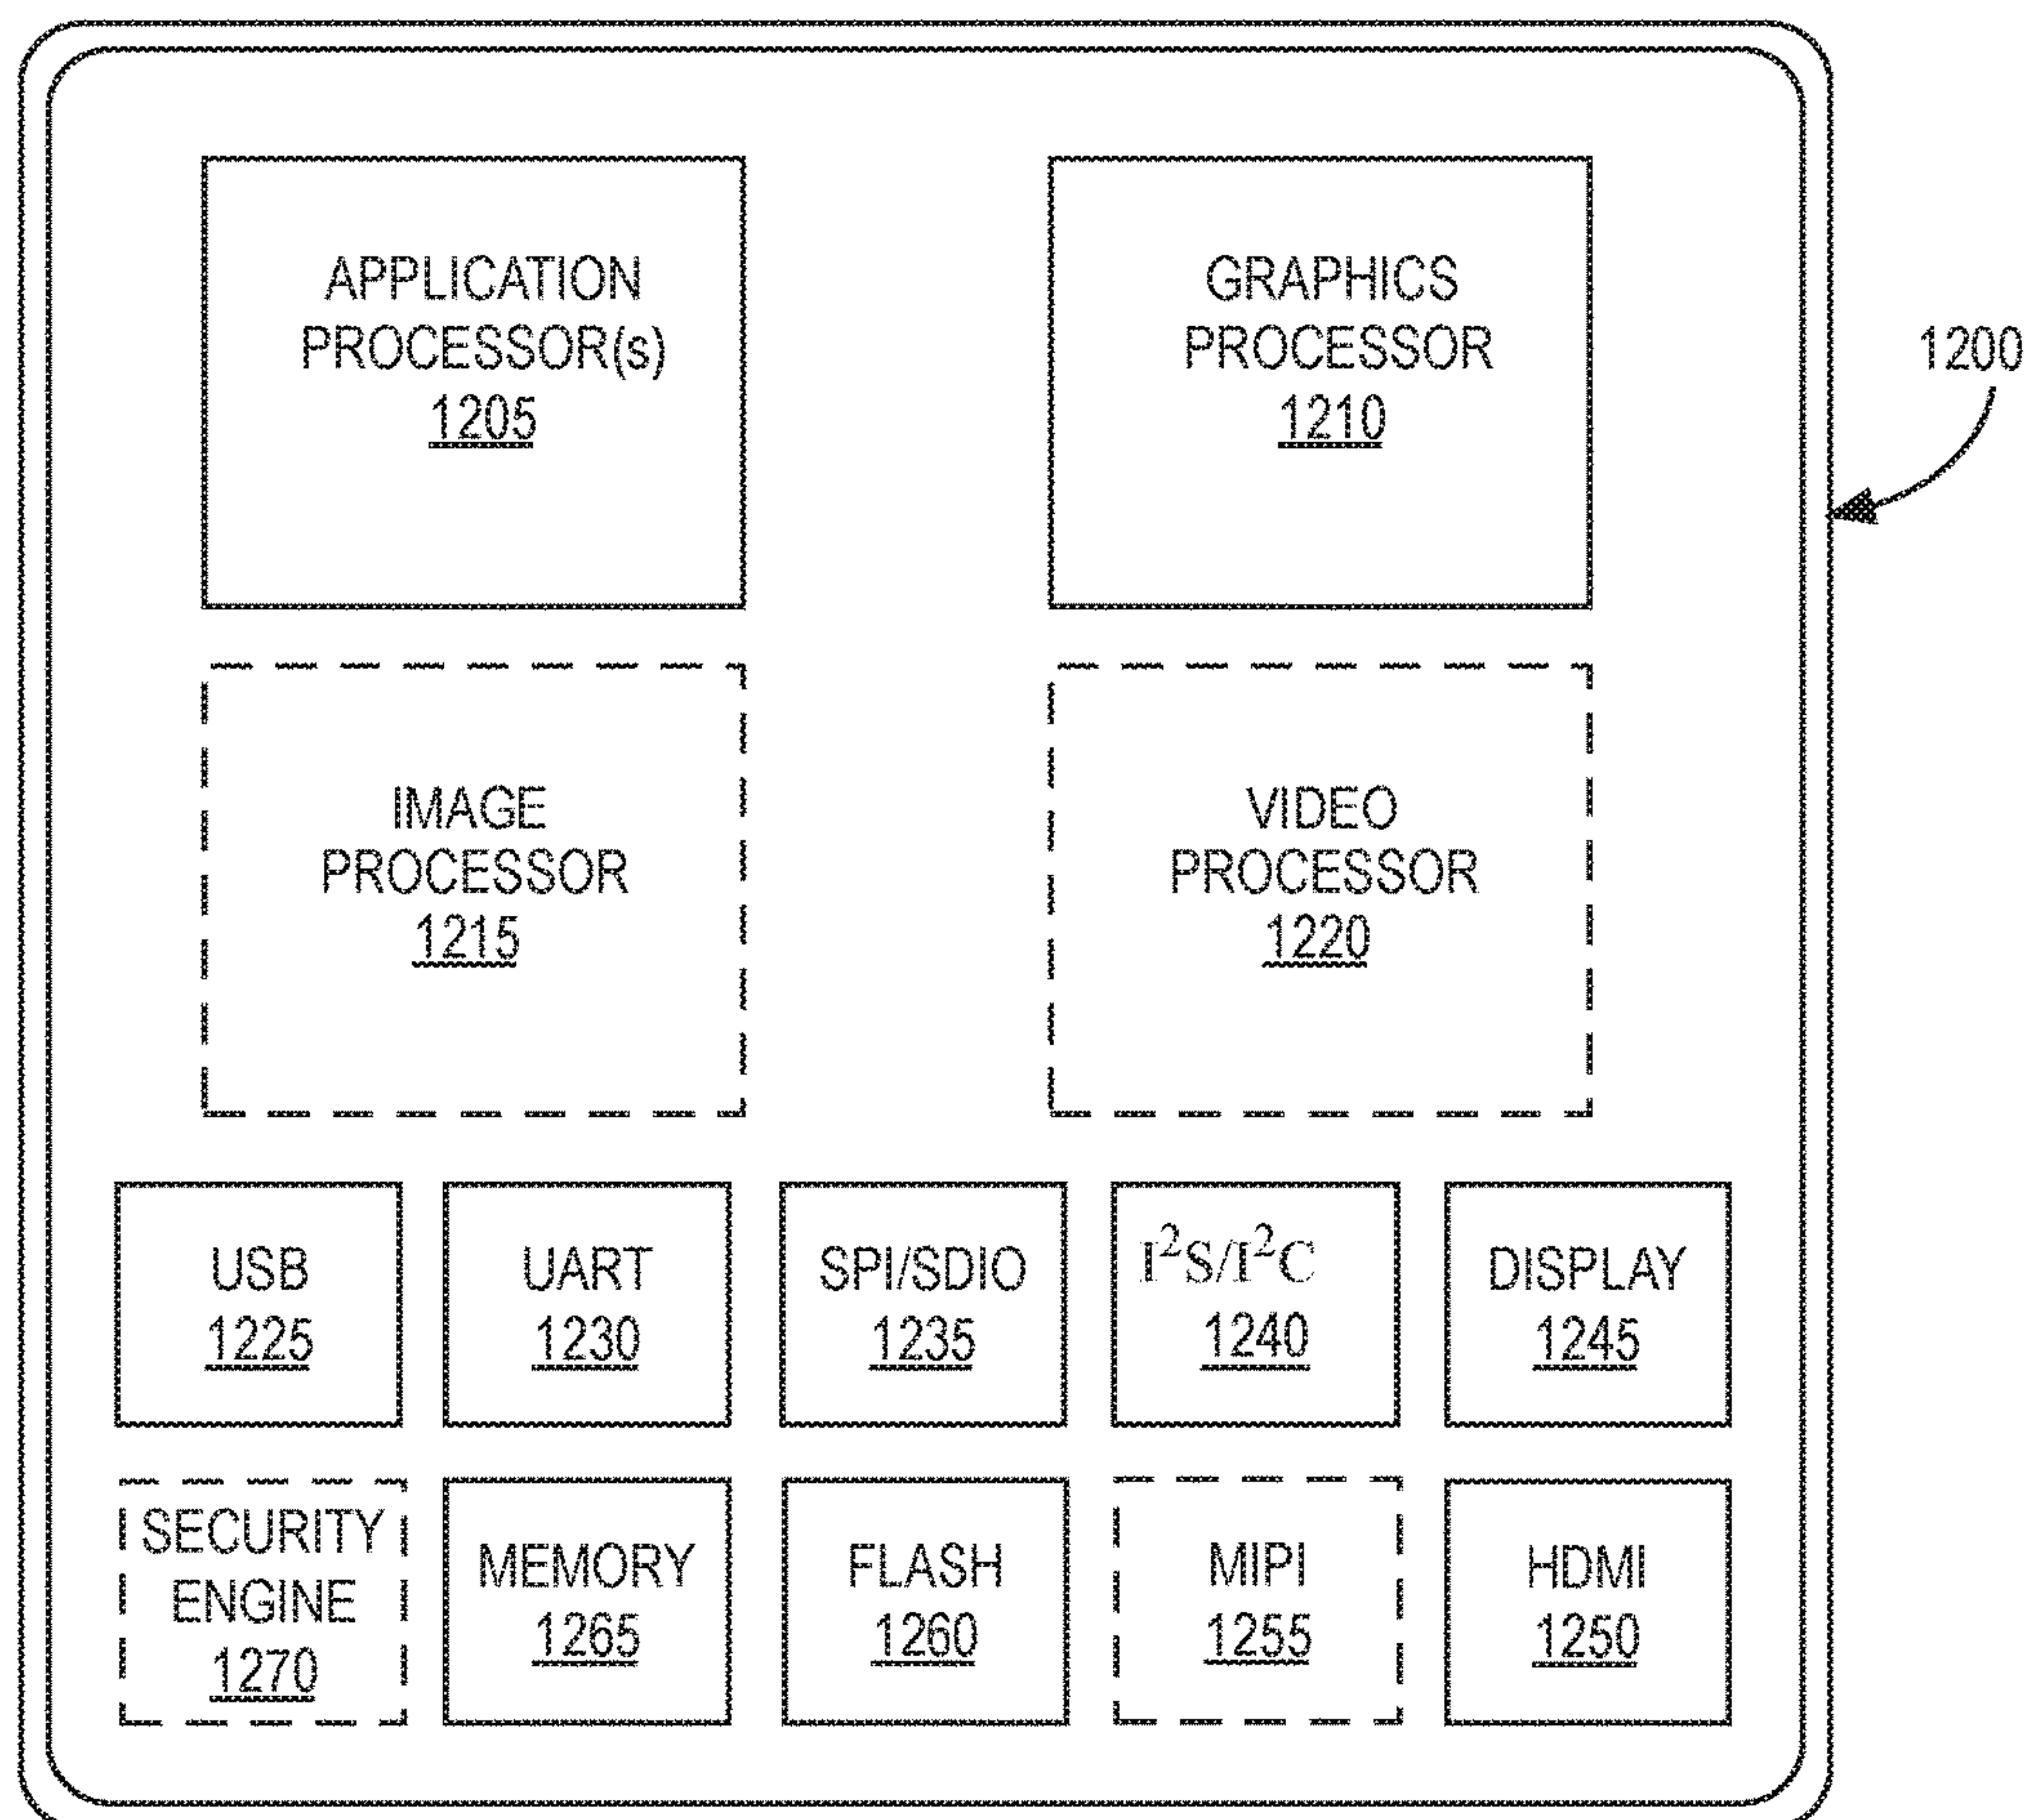 APPLICATION
PROCESSOR(s)
1205
GRAPHICS
PROCESSOR
1210
1200
IMAGE
PROCESSOR
1215
VIDEO
PROCESSOR
1220
USB
1225
UART
1230
SPI/SDIO
1235
I²S/I²C
1240
DISPLAY
1245
SECURITY
ENGINE
1270
MEMORY
1265
FLASH
1260
MIPI
1255
HDMI
1250